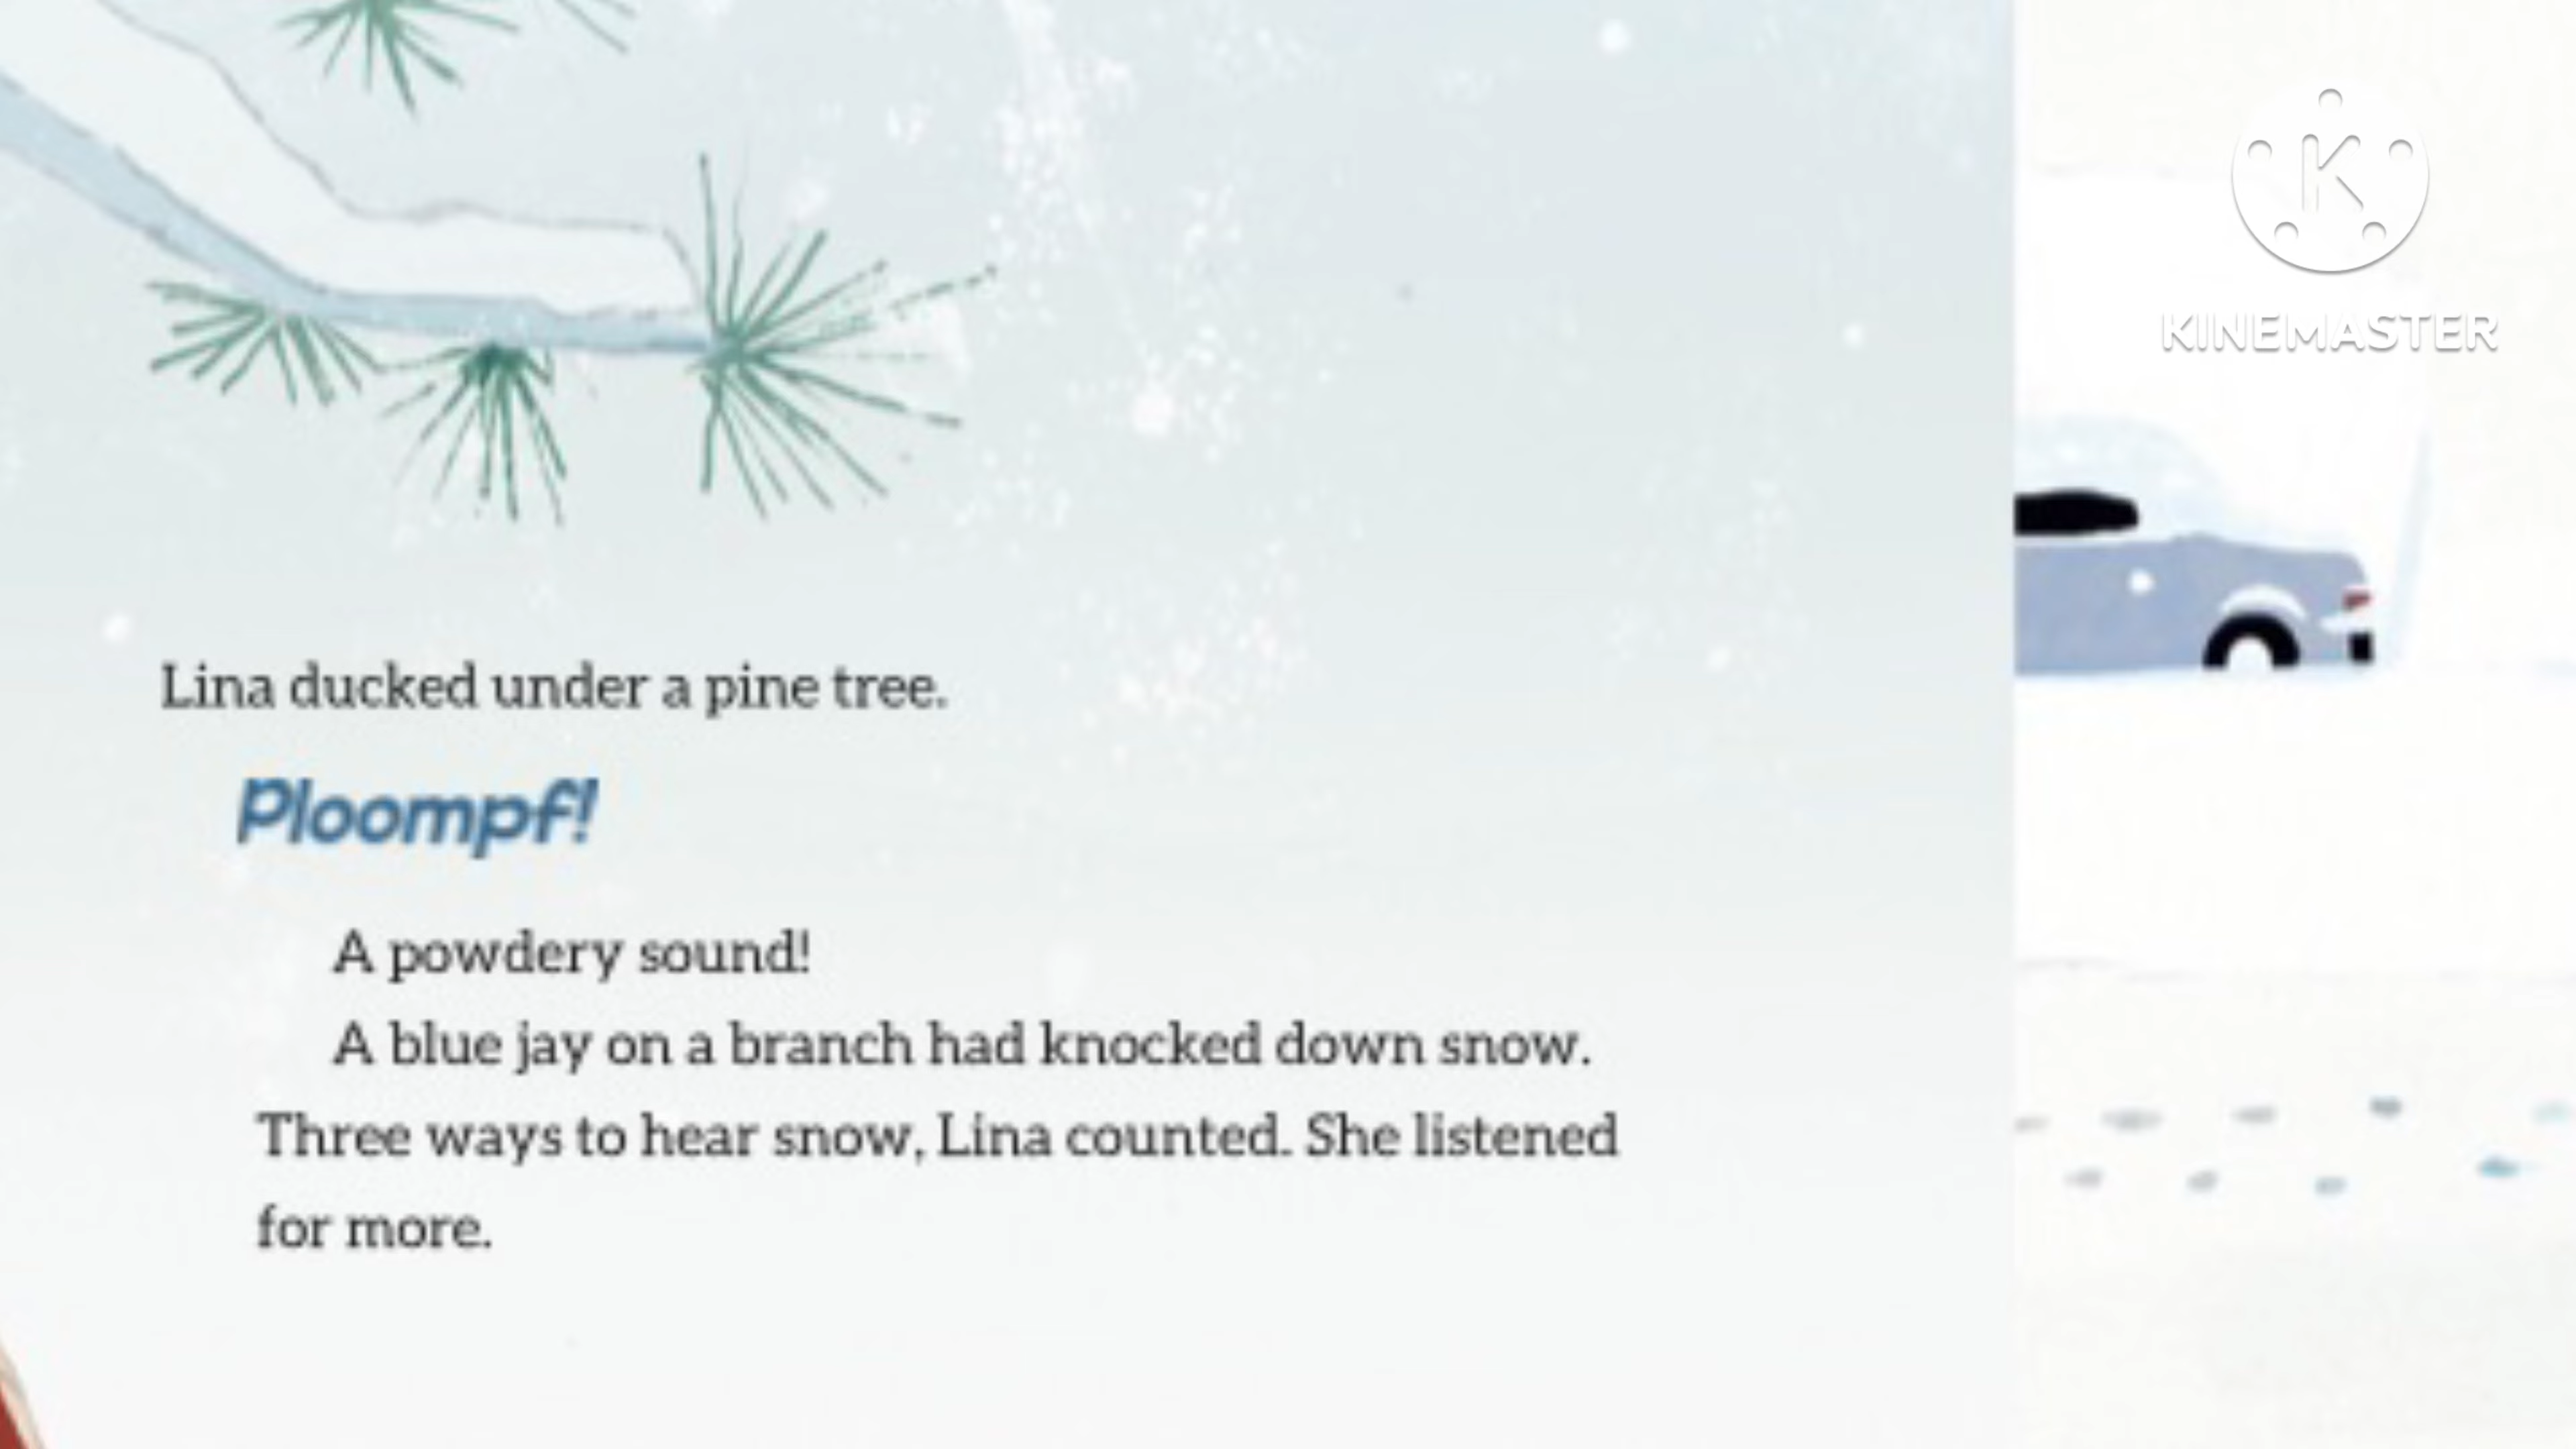 Lina ducked under a pine tree.
Ploompf!
A powdery sound!
A blue jay on a branch had knocked down snow.
Three ways to hear snow, Lina counted. She listened
for more.
K
KINEMASTER